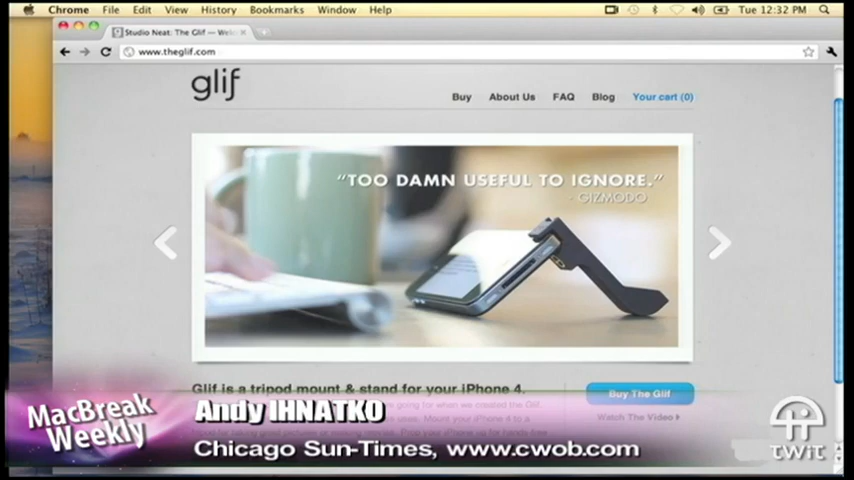 Chrome File Edit View History Bookmarks Window Help Tue 12:32 PM
Studio Neat: The Glif — Welc
www.theglif.com
glif
Buy About Us FAQ Blog Your cart (0)
“TOO DAMN USEFUL TO IGNORE.”
- GIZMODO
Glif is a tripod mount & stand for your iPhone 4.
Buy The Glif
Watch The Video
MacBreak
Weekly
Andy IHNATKO
Chicago Sun-Times, www.cwob.com
TWiT